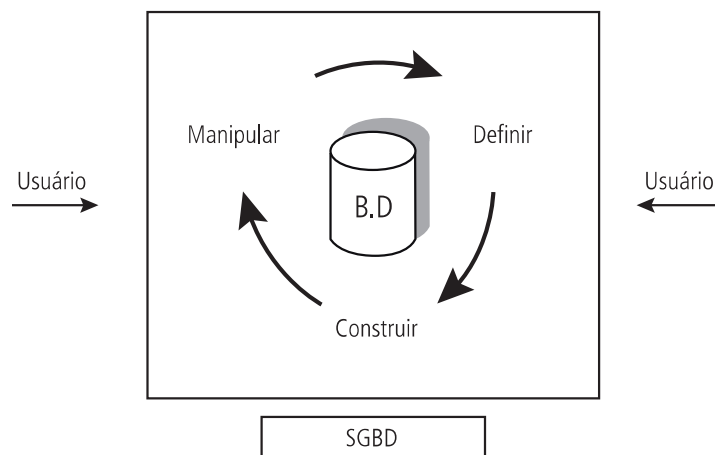 Manipular
Definir
Usuário
Usuário
B.D
Construir
SGBD